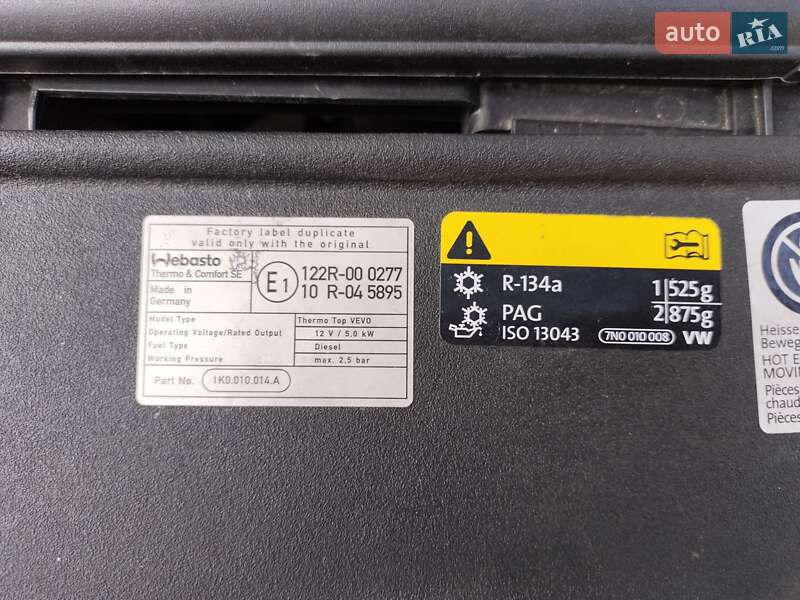 auto RIA.com
Factory label duplicate
valid only with the original
Webasto
Thermo & Comfort SE
Made in
Germany
E1
122R-00 0277
10 R-04 5895
Model Type Thermo Top VEVO
Operating Voltage/Rated Output 12 V / 5,0 kW
Fuel Type Diesel
Working Pressure max. 2,5 bar
Part No. 1K0.010.014.A
R-134a 1 525g
PAG 2 875g
ISO 13043 7N0 010 008 VW
Heisse
Beweg
HOT E
MOVIN
Pièces
chaud
Pièces